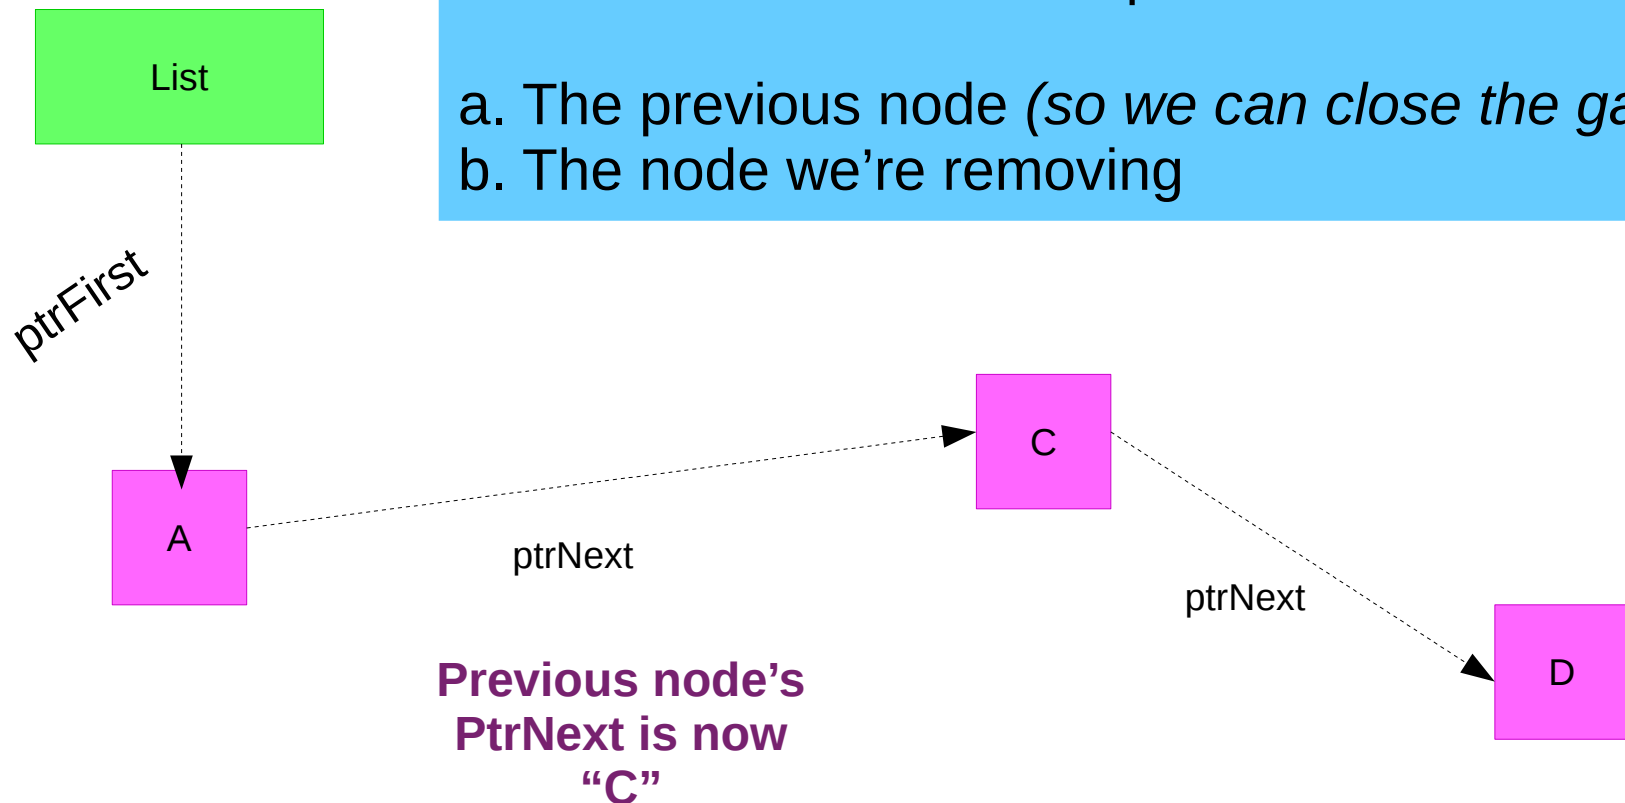 List
a. The previous node (so we can close the
b. The node we’re removing
ptrFirst
C
A
ptrNext
ptrNext
D
Previous node’s
PtrNext is now
“C”